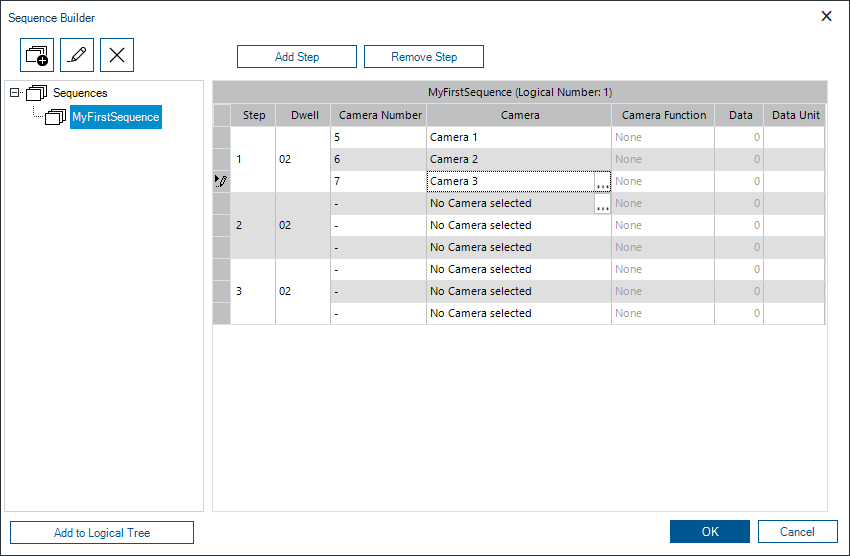 Sequence Builder
Add Step Remove Step
Sequences
MyFirstSequence
MyFirstSequence (Logical Number: 1)
Step Dwell Camera Number Camera Camera Function Data Data Unit
5 Camera 1 None 0
1 02 6 Camera 2 None 0
7 Camera 3 ... None 0
- No Camera selected ... None 0
2 02 - No Camera selected None 0
- No Camera selected None 0
- No Camera selected None 0
3 02 - No Camera selected None 0
- No Camera selected None 0
Add to Logical Tree OK Cancel